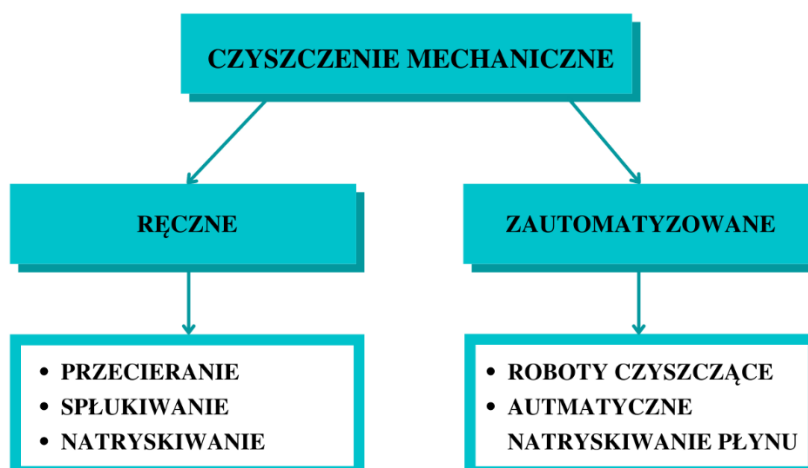 CZYSZCZENIE MECHANICZNE
RĘCZNE
ZAUTOMATYZOWANE
• PRZECIERANIE
• SPŁUKIWANIE
• NATRYSKIWANIE
• ROBOTY CZYSZCZĄCE
• AUTMATYCZNE
NATRYSKIWANIE PŁYNU